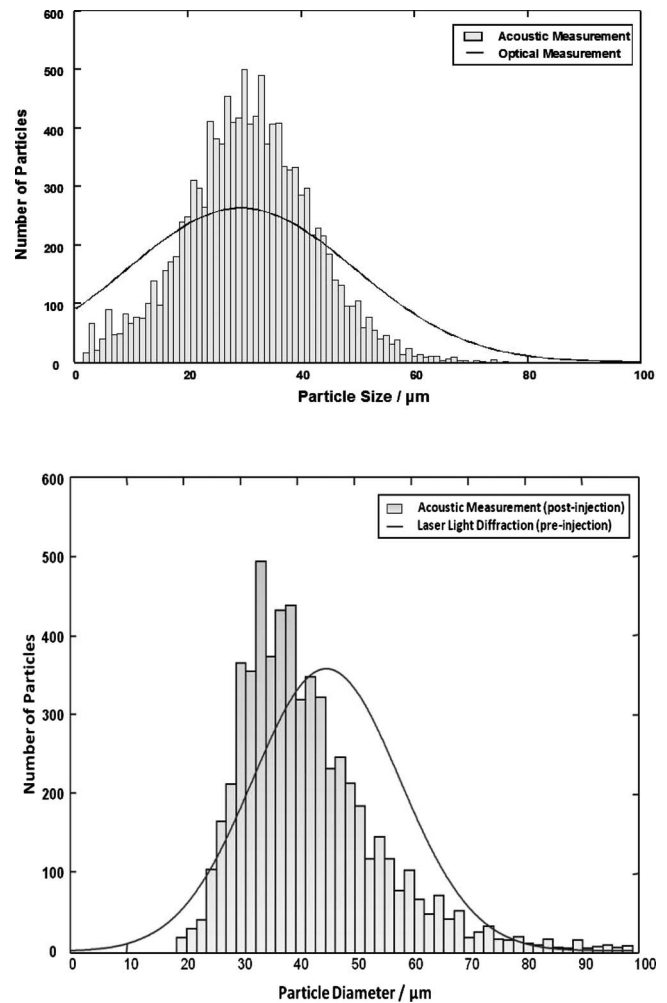 600
500
400
300
200
100
0
Number of Particles
Acoustic Measurement
Optical Measurement
0 20 40 60 80 100
Particle Size / µm
600
500
400
300
200
100
0
Number of Particles
Acoustic Measurement (post-injection)
Laser Light Diffraction (pre-injection)
0 10 20 30 40 50 60 70 80 90 100
Particle Diameter / µm